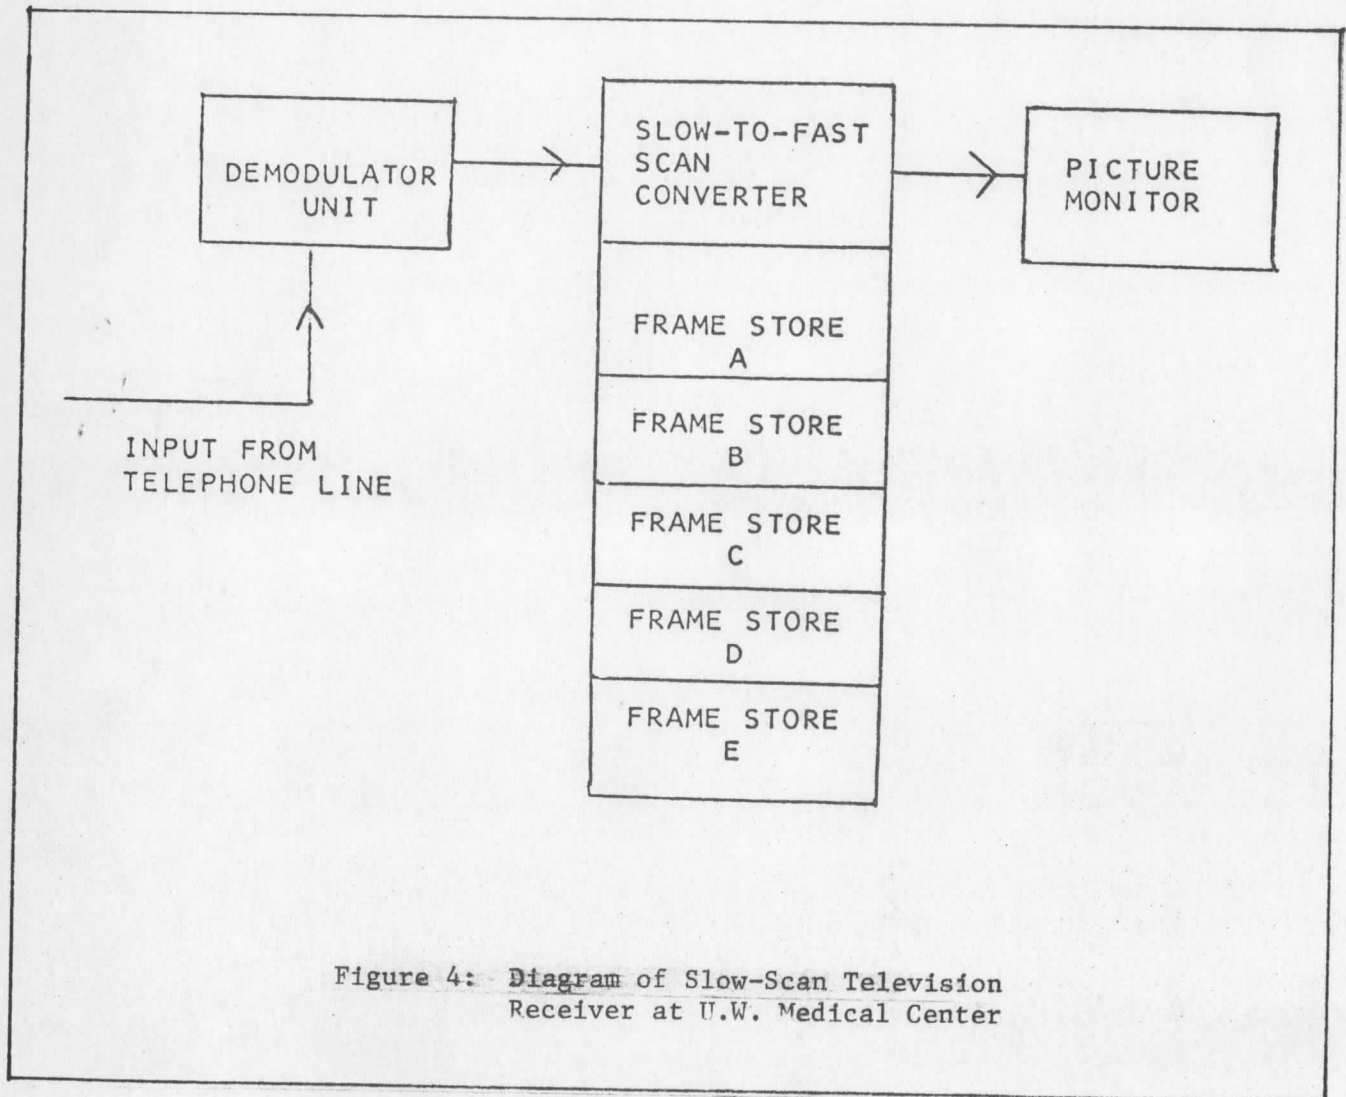 DEMODULATOR
UNIT
SLOW-TO-FAST
SCAN
CONVERTER
PICTURE
MONITOR
INPUT FROM
TELEPHONE LINE
FRAME STORE
A
FRAME STORE
B
FRAME STORE
C
FRAME STORE
D
FRAME STORE
E
Figure 4: Diagram of Slow-Scan Television
Receiver at U.W. Medical Center